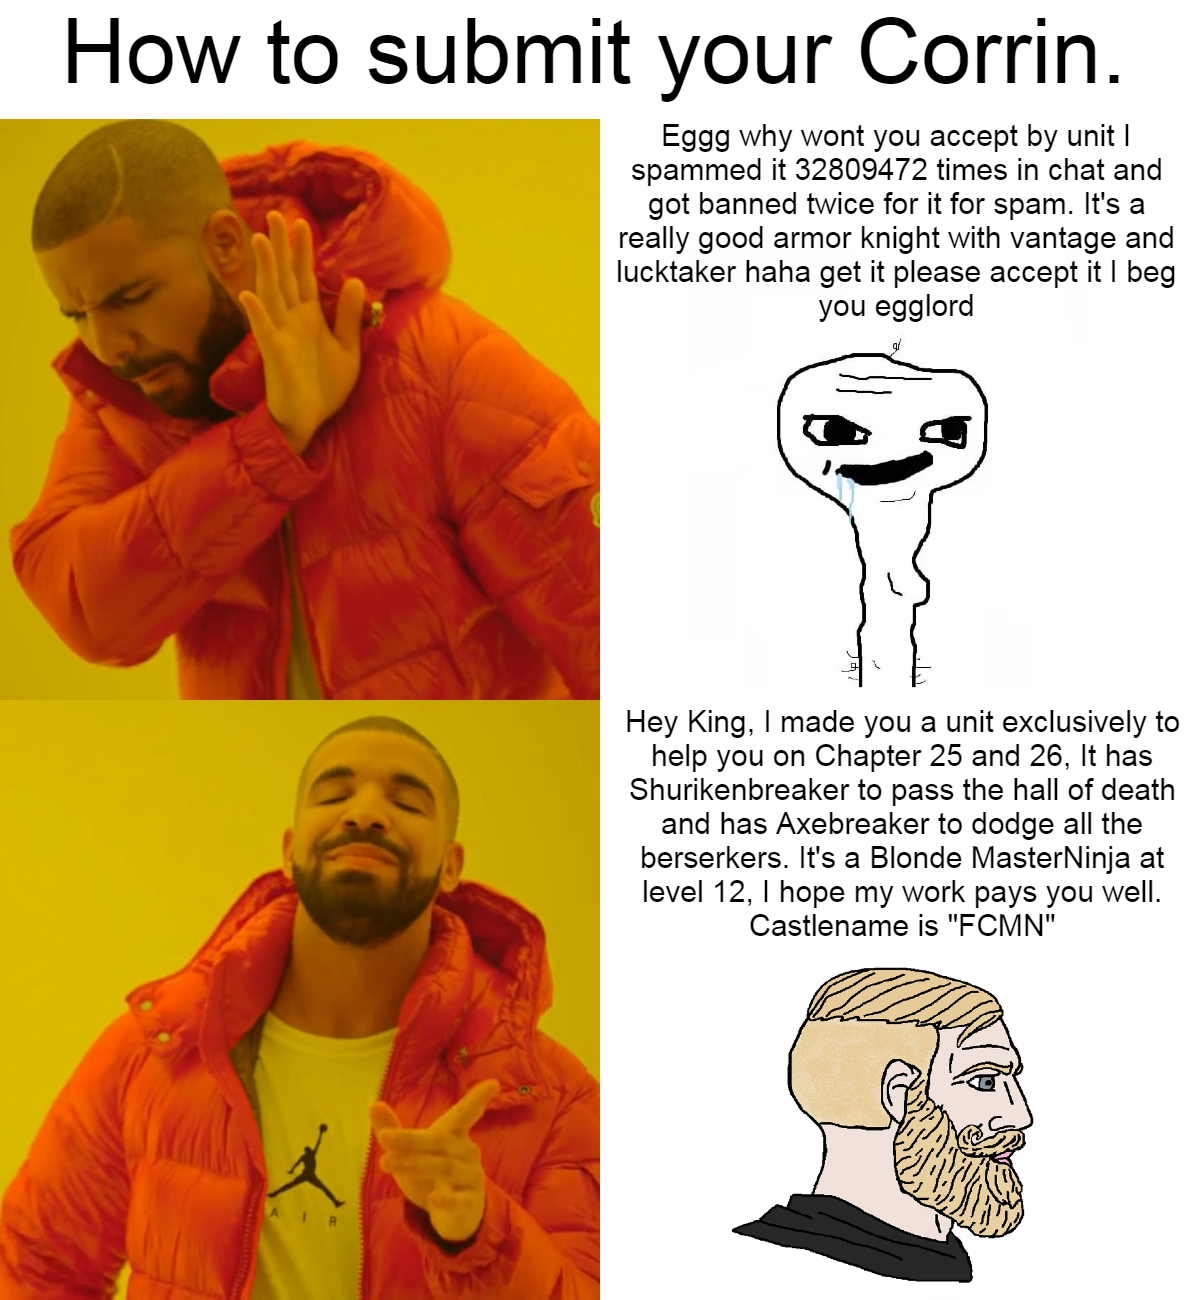 How to submit your Corrin.
Eggg why wont you accept by unit I
spammed it 32809472 times in chat and
got banned twice for it for spam. It's a
really good armor knight with vantage and
lucktaker haha get it please accept it I beg
you egglord
Hey King, I made you a unit exclusively to
help you on Chapter 25 and 26, It has
Shurikenbreaker to pass the hall of death
and has Axebreaker to dodge all the
berserkers. It's a Blonde MasterNinja at
level 12, I hope my work pays you well.
Castlename is "FCMN"
AIR